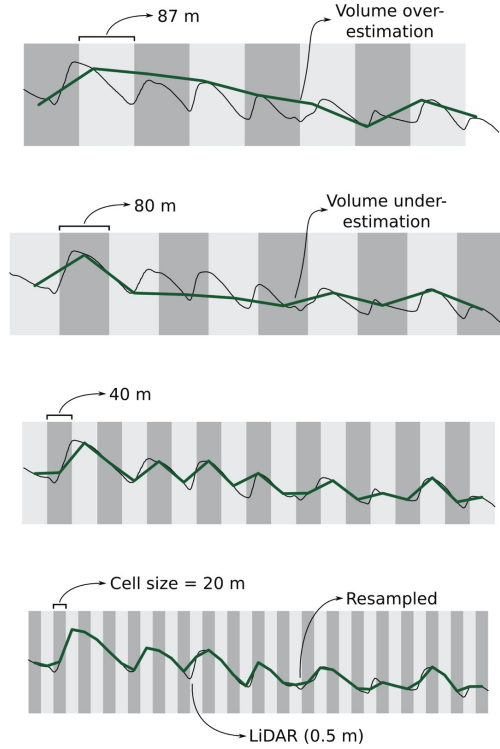 87 m
Volume over-
estimation
80 m
Volume under-
estimation
40 m
Cell size = 20 m
Resampled
LiDAR (0.5 m)